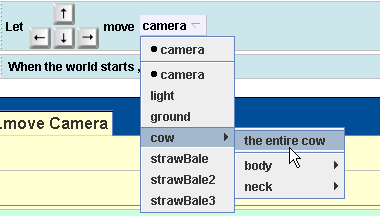 Let ↑ ← ↓ → move camera
● camera
● camera
When the world starts ,
light
ground
.move Camera
cow
the entire cow
strawBale
body
strawBale2
neck
strawBale3